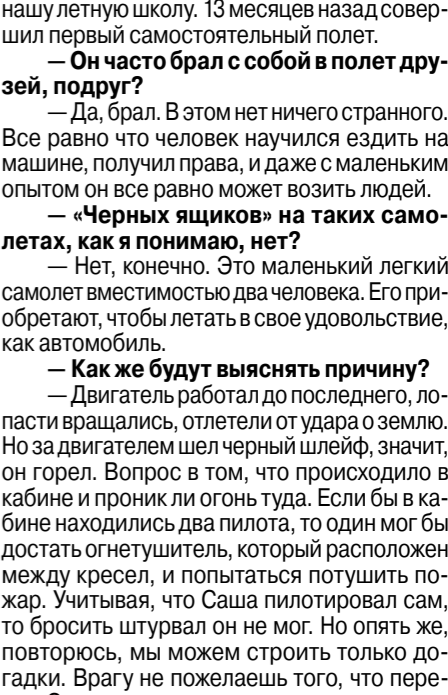 нашу летную школу. 13 месяцев назад совер-
шил первый самостоятельный полет.
— Он часто брал с собой в полет дру-
зей, подруг?
— Да, брал. В этом нет ничего странного.
Все равно что человек научился ездить на
машине, получил права, и даже с маленьким
опытом он все равно может возить людей.
— «Черных ящиков» на таких само-
летах, как я понимаю, нет?
— Нет, конечно. Это маленький легкий
самолет вместимостью два человека. Его при-
обретают, чтобы летать в свое удовольствие,
как автомобиль.
— Как же будут выяснять причину?
— Двигатель работал до последнего, ло-
пасти вращались, отлетели от удара о землю.
Но за двигателем шел черный шлейф, значит,
он горел. Вопрос в том, что происходило в
кабине и проник ли огонь туда. Если бы в ка-
бине находились два пилота, то один мог бы
достать огнетушитель, который расположен
между кресел, и попытаться потушить по-
жар. Учитывая, что Саша пилотировал сам,
то бросить штурвал он не мог. Но опять же,
повторюсь, мы можем строить только до-
гадки. Врагу не пожелаешь того, что пере-